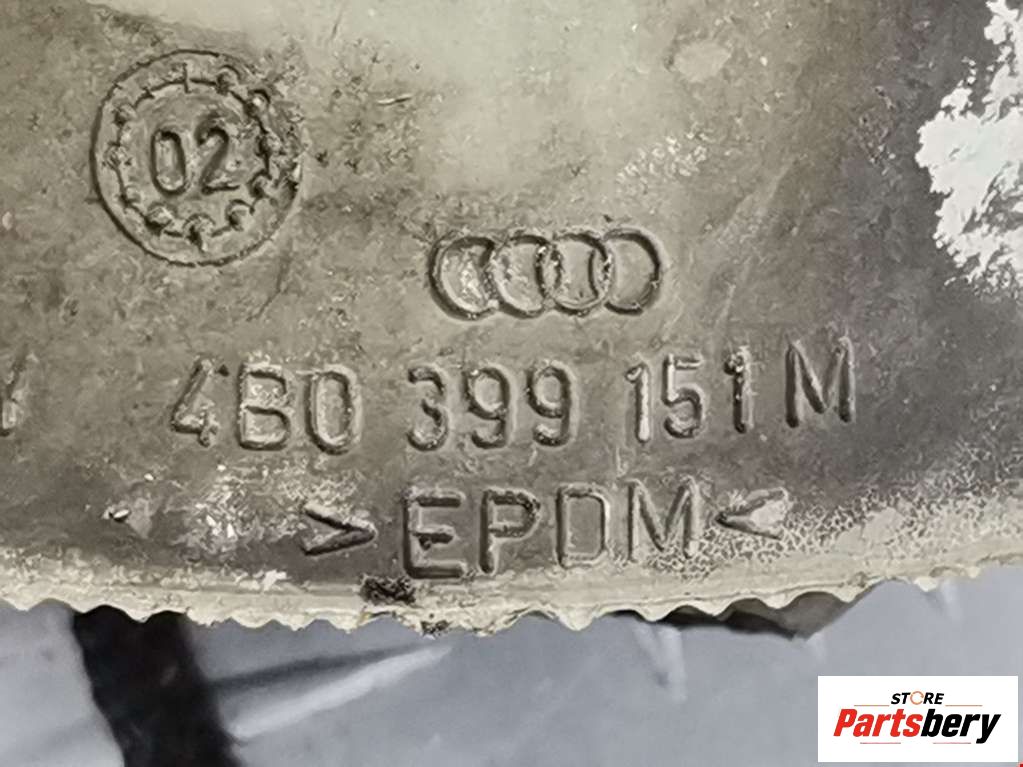 02
4B0 399 151 M
>EPDM<
STORE
Partsbery